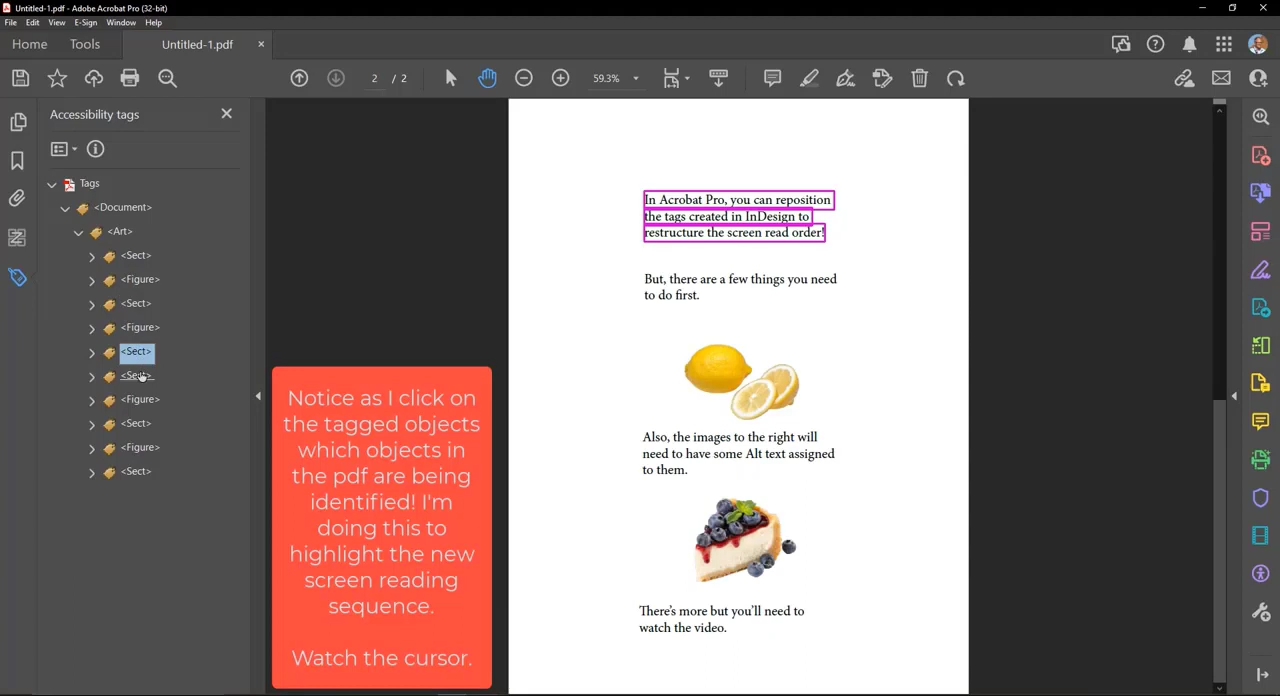 Untitled-1.pdf - Adobe Acrobat Pro (32-bit)
File Edit View E-Sign Window Help
Home Tools Untitled-1.pdf
2 / 2 59.3%
Accessibility tags
Tags
<Document>
<Art>
<Sect>
<Figure>
<Sect>
<Figure>
<Sect>
<Sect>
<Figure>
<Sect>
<Figure>
<Sect>
Notice as I click on
the tagged objects
which objects in
the pdf are being
identified! I'm
doing this to
highlight the new
screen reading
sequence.
Watch the cursor.
In Acrobat Pro, you can reposition
the tags created in InDesign to
restructure the screen read order!
But, there are a few things you need
to do first.
Also, the images to the right will
need to have some Alt text assigned
to them.
There's more but you'll need to
watch the video.